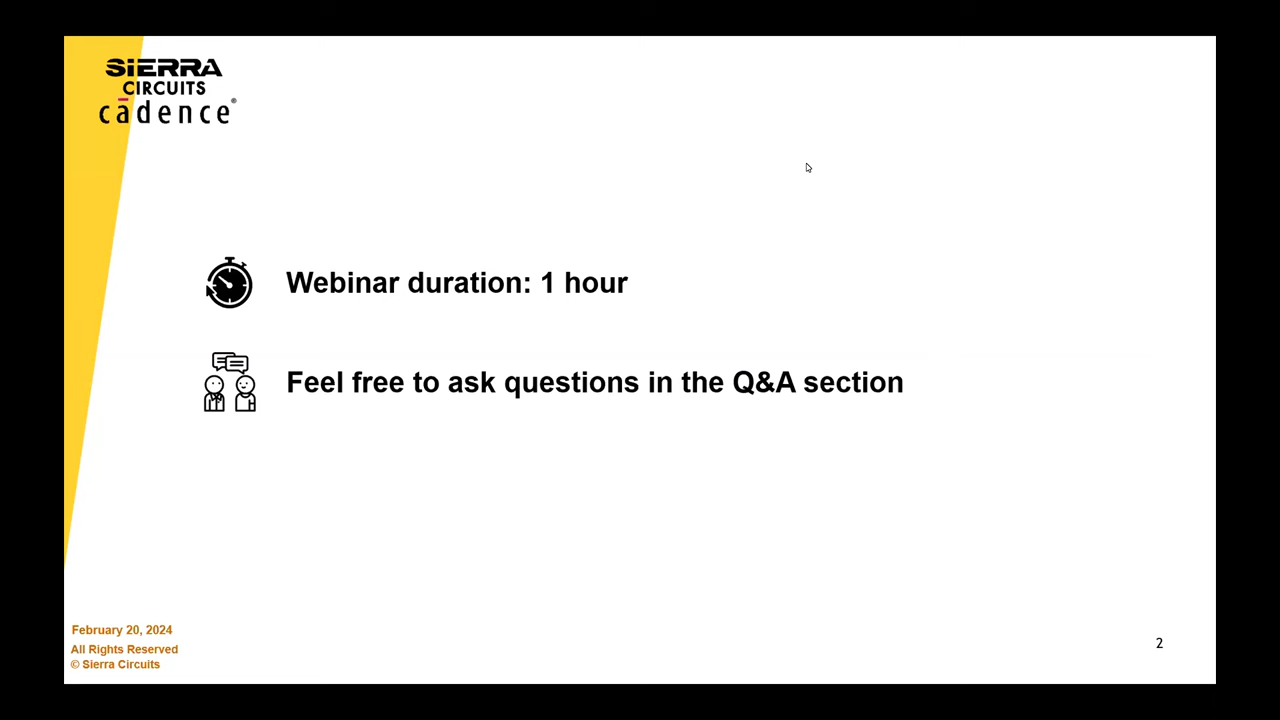 SIERRA
CIRCUITS
cādence®
Webinar duration: 1 hour
Feel free to ask questions in the Q&A section
February 20, 2024
All Rights Reserved
© Sierra Circuits
2